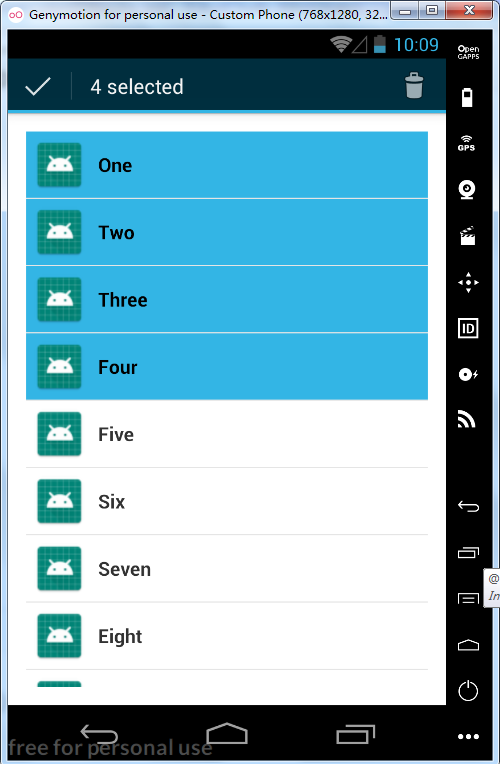 Genymotion for personal use - Custom Phone (768x1280, 32...
10:09
Open
GAPPS
4 selected
GPS
One
Two
Three
Four
ID
Five
Six
Seven
@
In
Eight
free for personal use